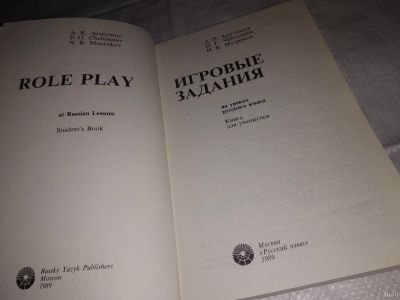 A. R. Arutyunov
P. G. Chebotarev
N. B. Muzrukov
ROLE PLAY
at Russian Lessons
Student's Book
Russky Yazyk Publishers
Moscow
1989
А. Р. Арутюнов
П. Г. Чеботарев
Н. Б. Музруков
ИГРОВЫЕ
ЗАДАНИЯ
на уроках
русского языка
Книга
для учащегося
Москва
«Русский язык»
1989